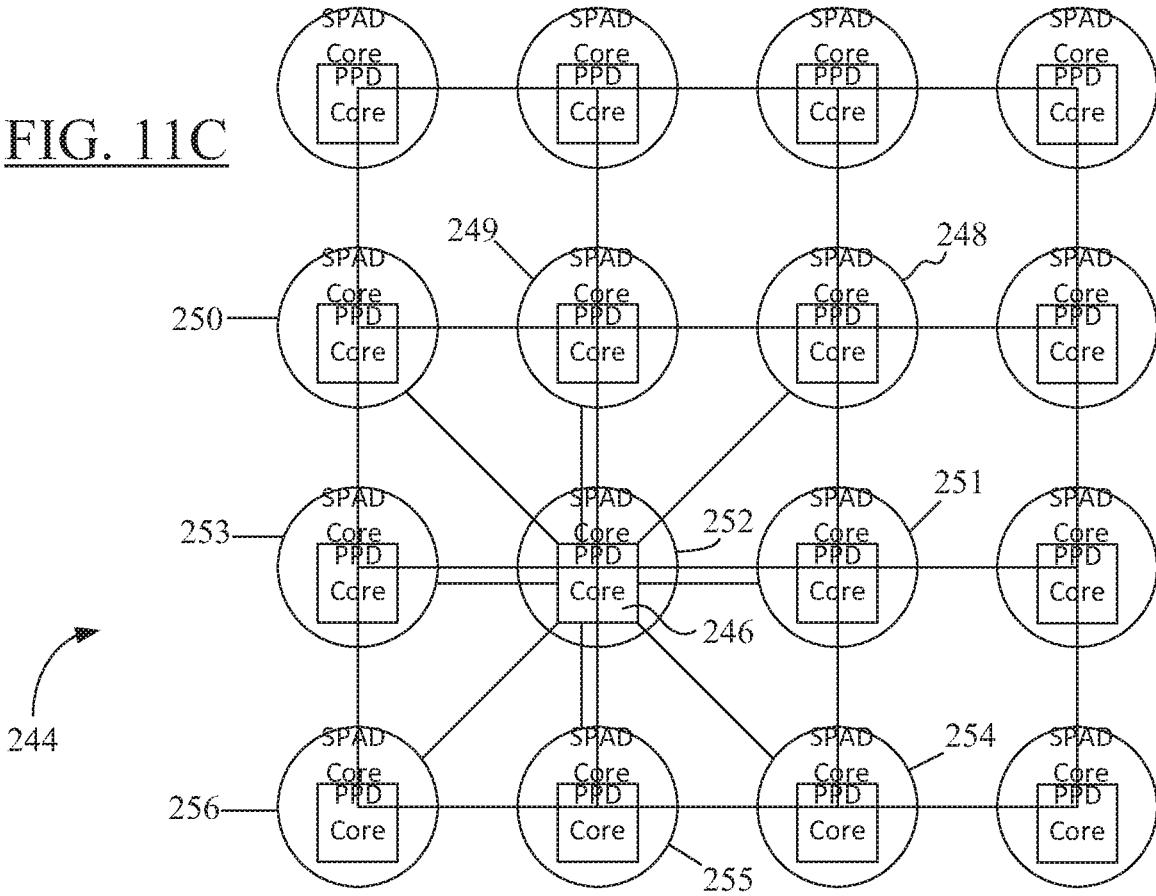 SPAD SPAD SPAD SPAD
Core Core Core Core
PPD PPD PPD PPD
Core Core Core Core
FIG. 11C
249 248
SPAD SPAD SPAD SPAD
Core Core Core Core
250 PPD PPD PPD PPD
Core Core Core Core
251
SPAD SPAD SPAD SPAD
253 Core Core 252 Core Core
PPD PPD PPD PPD
Core Core Core Core
246
244
254
SPAD SPAD SPAD SPAD
Core Core Core Core
256 PPD PPD PPD PPD
Core Core Core Core
255